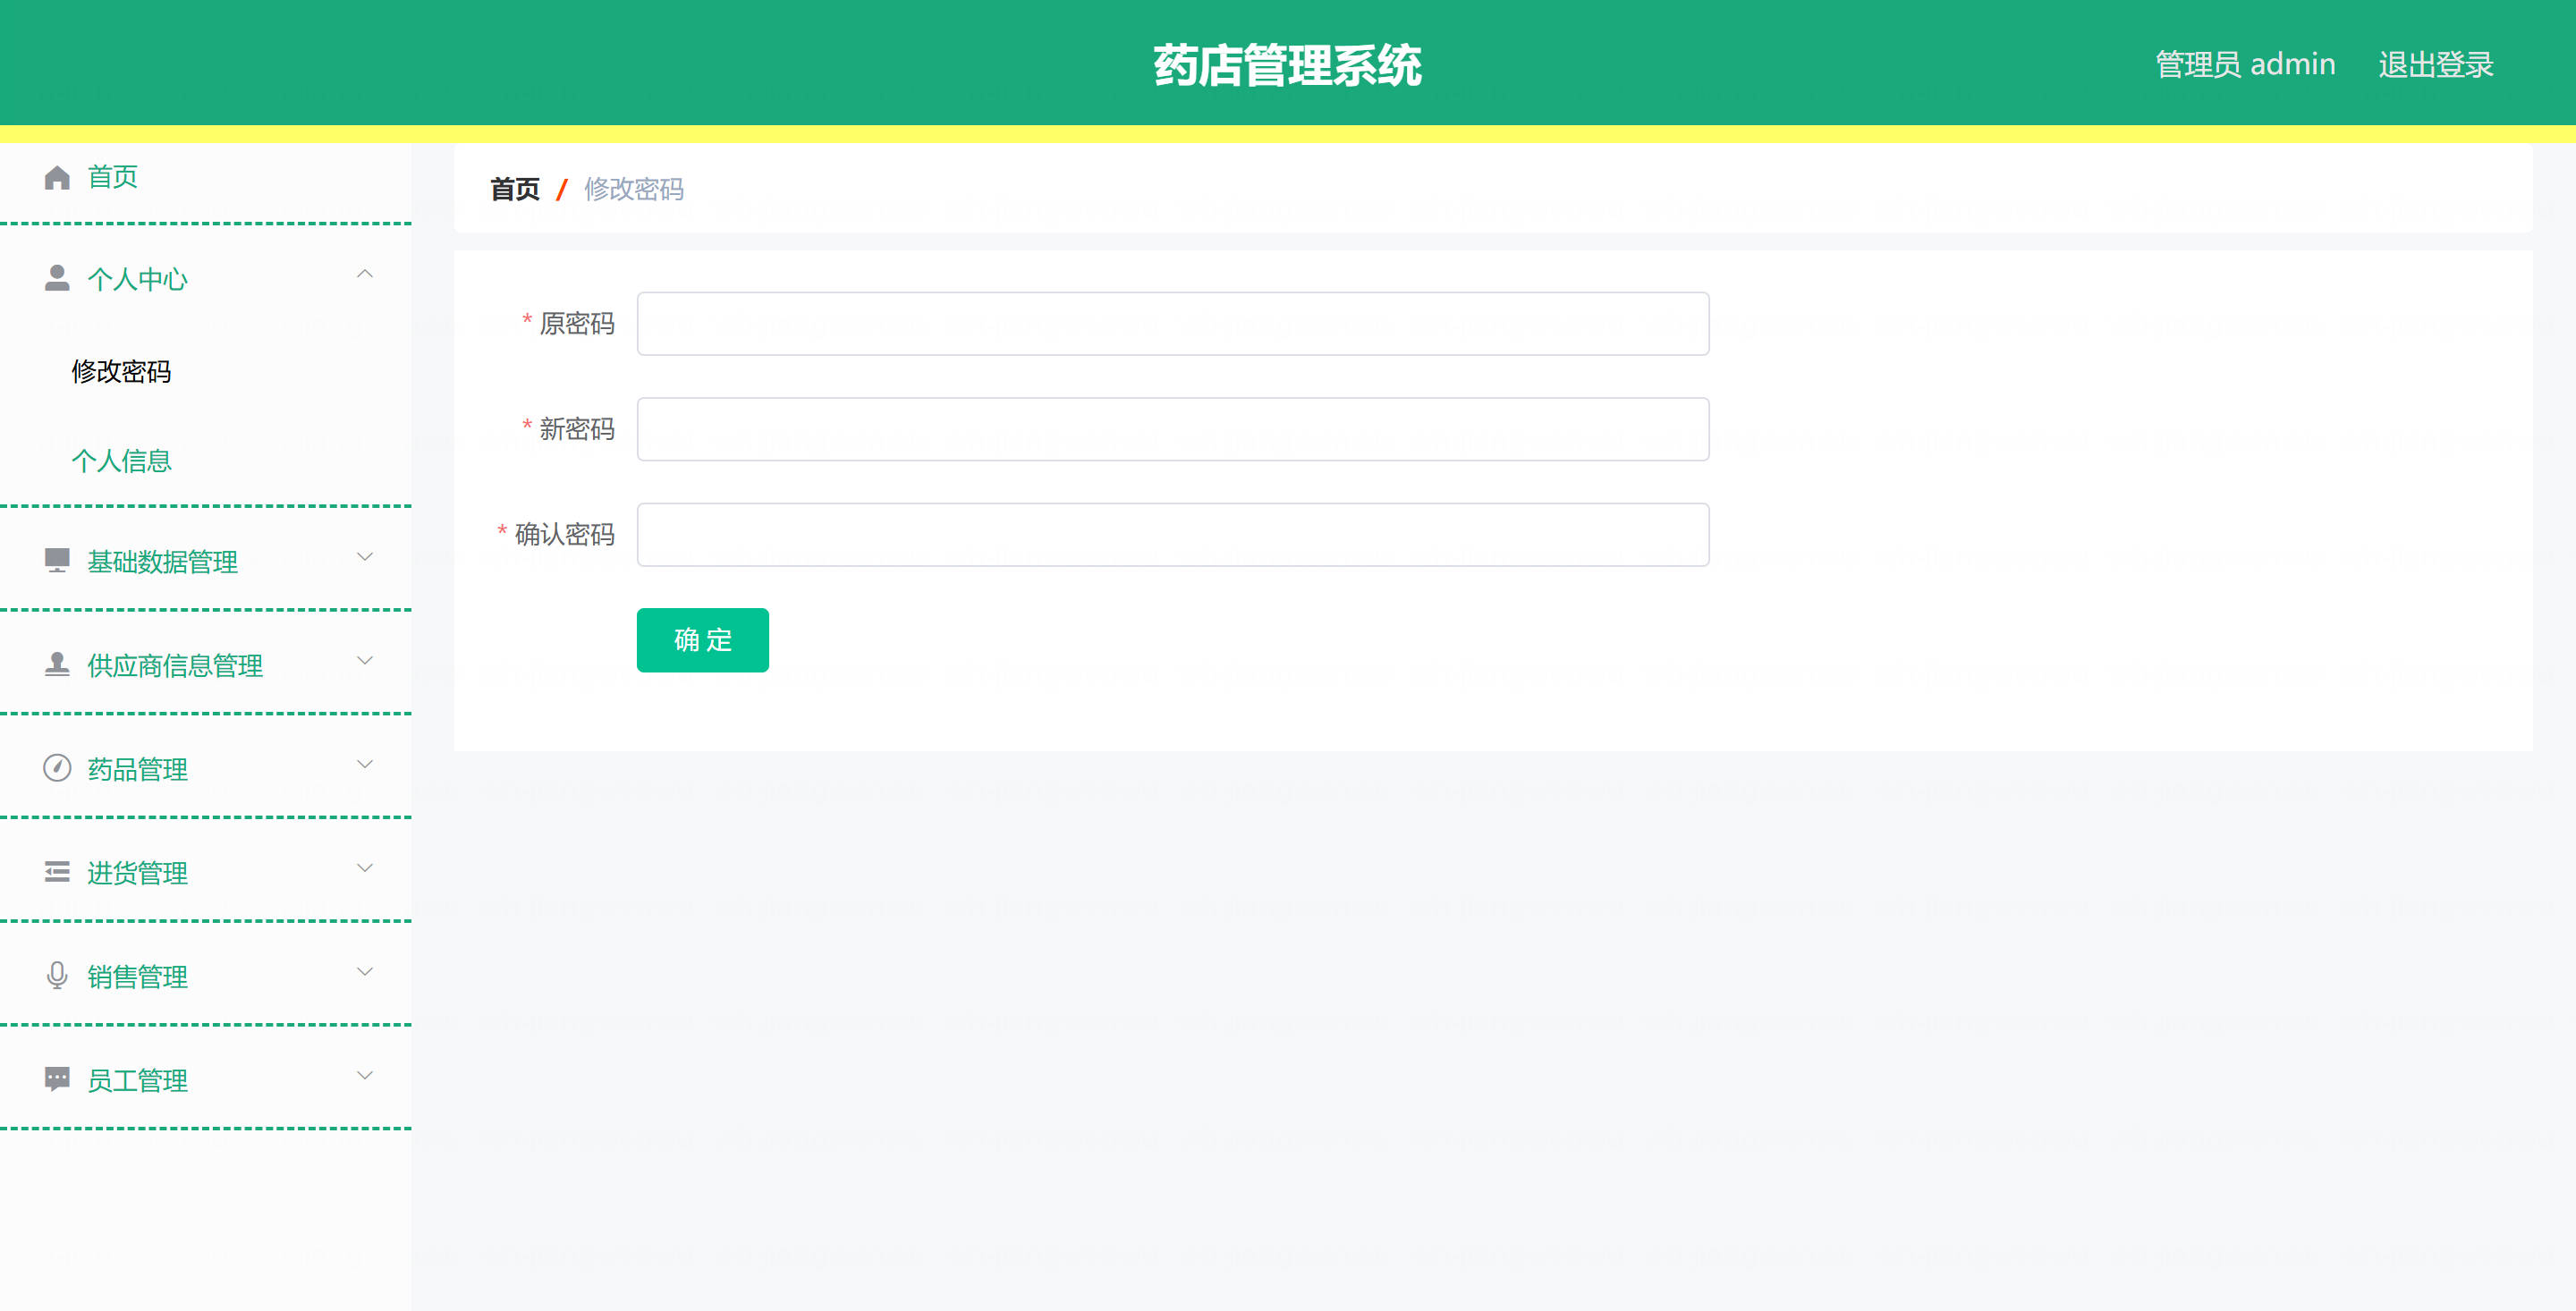 药店管理系统
管理员 admin 退出登录
首页
个人中心
修改密码
个人信息
基础数据管理
供应商信息管理
药品管理
进货管理
销售管理
员工管理
首页 / 修改密码
* 原密码
* 新密码
* 确认密码
确 定